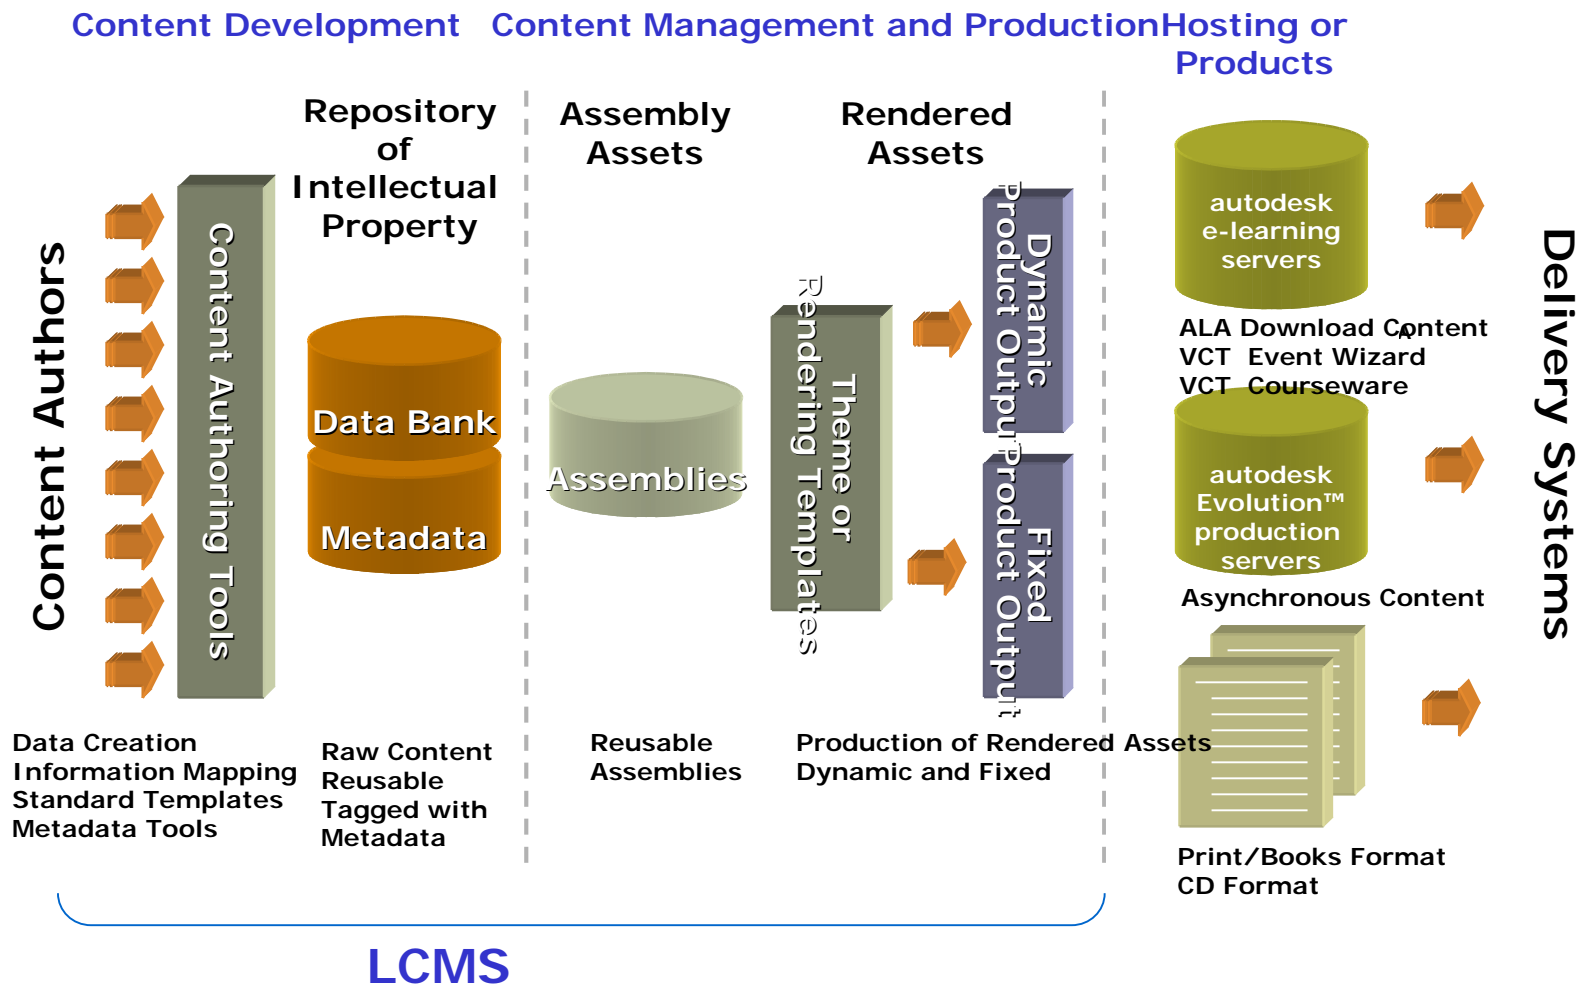 Content Development
Content Management and Production
Hosting or
Products
Content Authors
Content Authoring Tools
Repository
of
Intellectual
Property
Data Bank
Metadata
Assembly
Assets
Assemblies
Rendered
Assets
Theme or
Rendering Templates
Dynamic
Product Output
Fixed
Product Output
autodesk
e-learning
servers
ALA Download Content
A
VCT Event Wizard
VCT Courseware
autodesk
Evolution™
production
servers
Asynchronous Content
Print/Books Format
CD Format
Delivery Systems
Data Creation
Information Mapping
Standard Templates
Metadata Tools
Raw Content
Reusable
Tagged with
Metadata
Reusable
Assemblies
Production of Rendered Assets
Dynamic and Fixed
LCMS